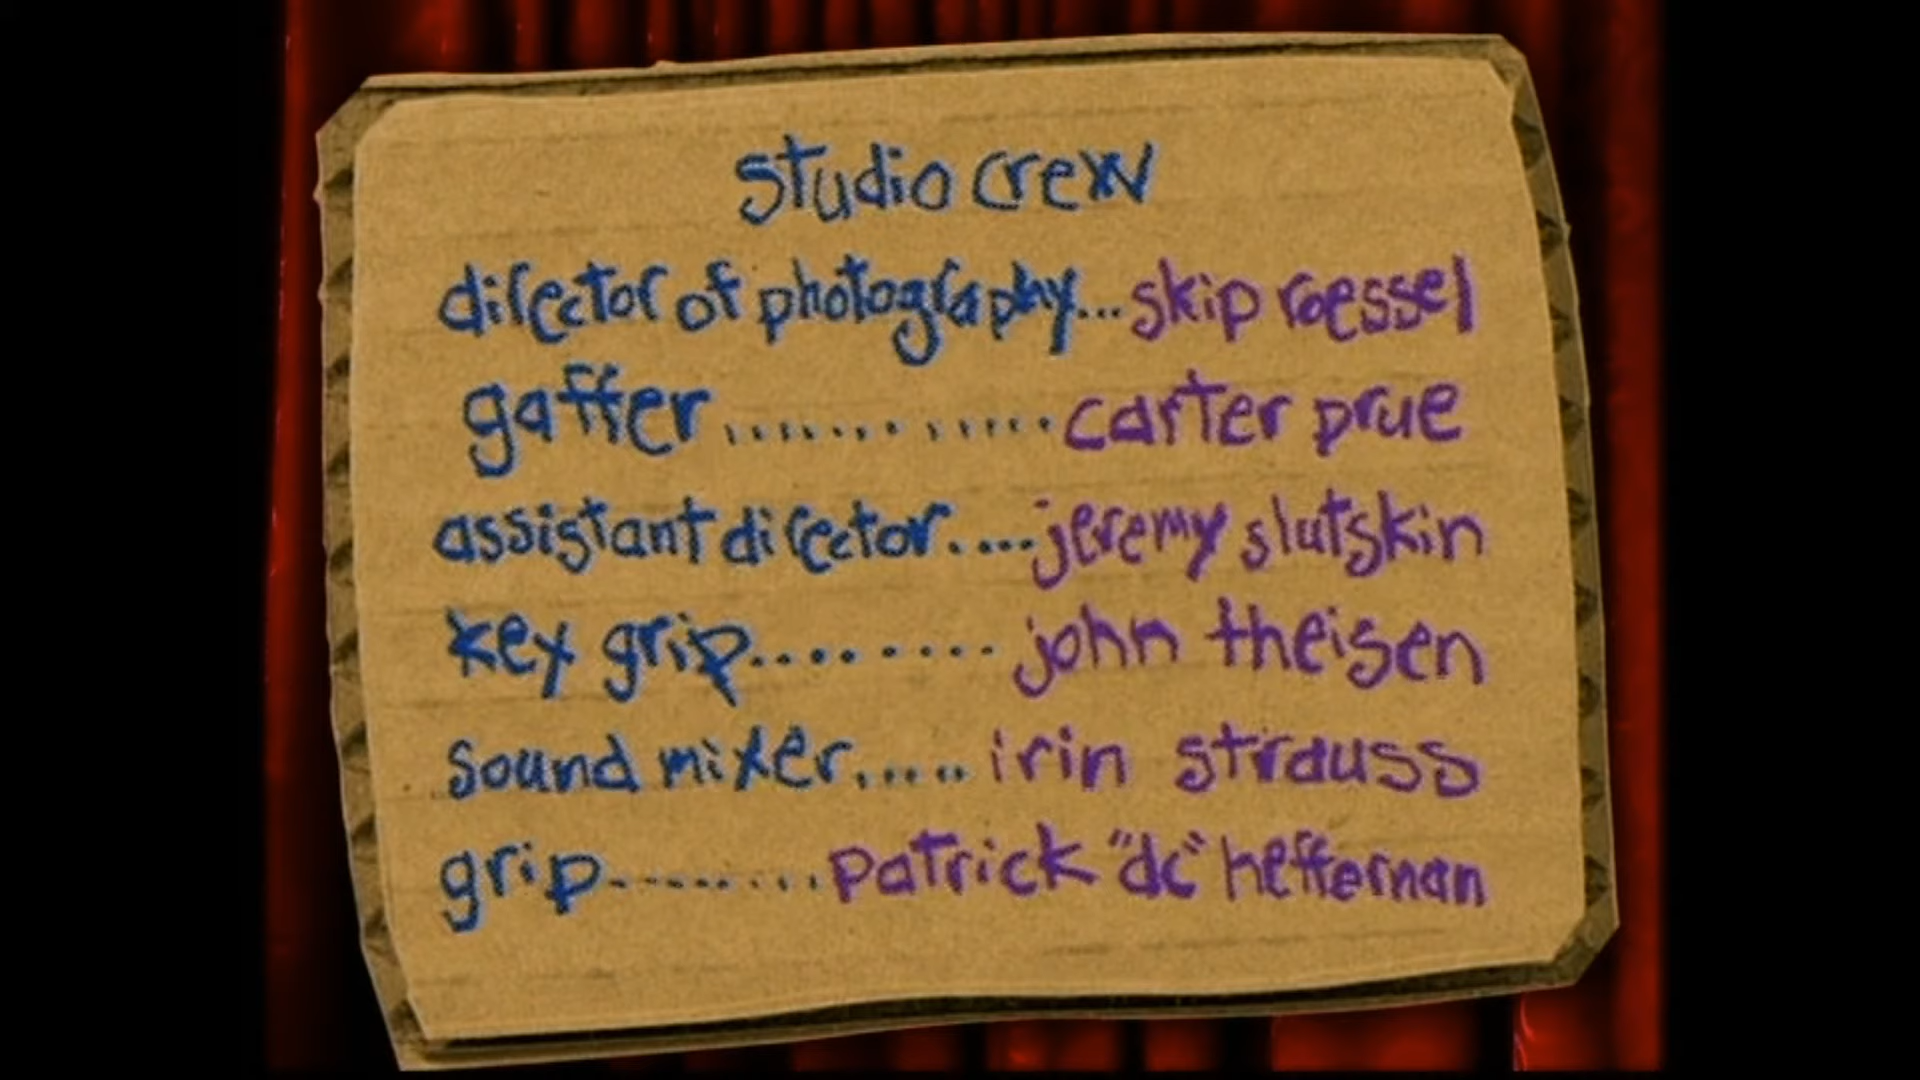 studio crew
director of photography...skip roessel
gaffer..............carter prue
assistant director....jeremy slutskin
key grip.........john theisen
sound mixer.....irin strauss
grip.........patrick "dc" heffernan